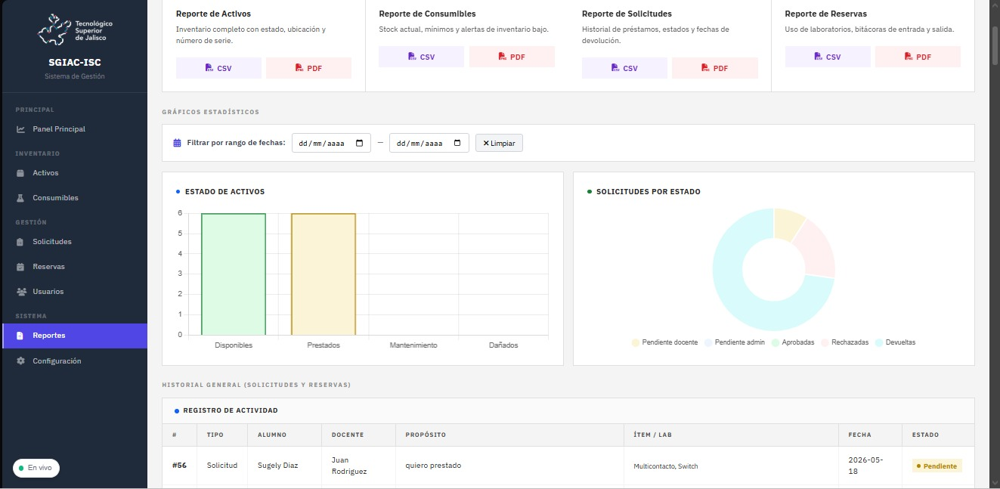 Tecnológico
Superior
de Jalisco
SGIAC-ISC
Sistema de Gestión
PRINCIPAL
Panel Principal
INVENTARIO
Activos
Consumibles
GESTIÓN
Solicitudes
Reservas
Usuarios
SISTEMA
Reportes
Configuración
En vivo
Reporte de Activos
Inventario completo con estado, ubicación y
número de serie.
CSV PDF
Reporte de Consumibles
Stock actual, mínimos y alertas de inventario bajo.
CSV PDF
Reporte de Solicitudes
Historial de préstamos, estados y fechas de
devolución.
CSV PDF
Reporte de Reservas
Uso de laboratorios, bitácoras de entrada y salida.
CSV PDF
GRÁFICOS ESTADÍSTICOS
Filtrar por rango de fechas: dd/mm/aaaa — dd/mm/aaaa × Limpiar
ESTADO DE ACTIVOS
6
5
4
3
2
1
0
Disponibles Prestados Mantenimiento Dañados
SOLICITUDES POR ESTADO
Pendiente docente Pendiente admin Aprobadas Rechazadas Devueltas
HISTORIAL GENERAL (SOLICITUDES Y RESERVAS)
REGISTRO DE ACTIVIDAD
# TIPO ALUMNO DOCENTE PROPÓSITO ÍTEM / LAB FECHA ESTADO
#56 Solicitud Sugely Diaz Juan Rodriguez quiero prestado Multicontacto, Switch 2026-05-18 Pendiente